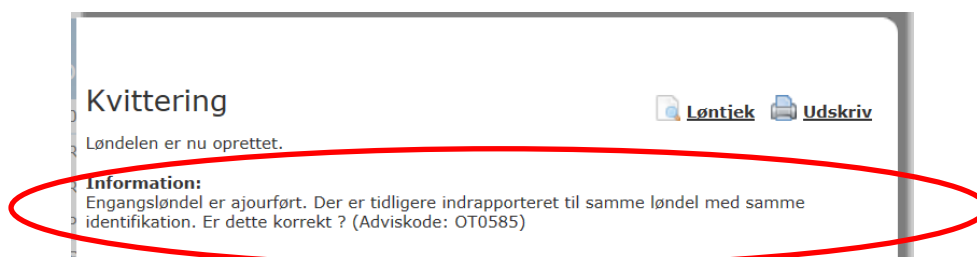 Kvittering
Løntjek Udskriv
Løndelen er nu oprettet.
Information:
Engangsløndel er ajourført. Der er tidligere indrapporteret til samme løndel med samme
identifikation. Er dette korrekt ? (Adviskode: OT0585)